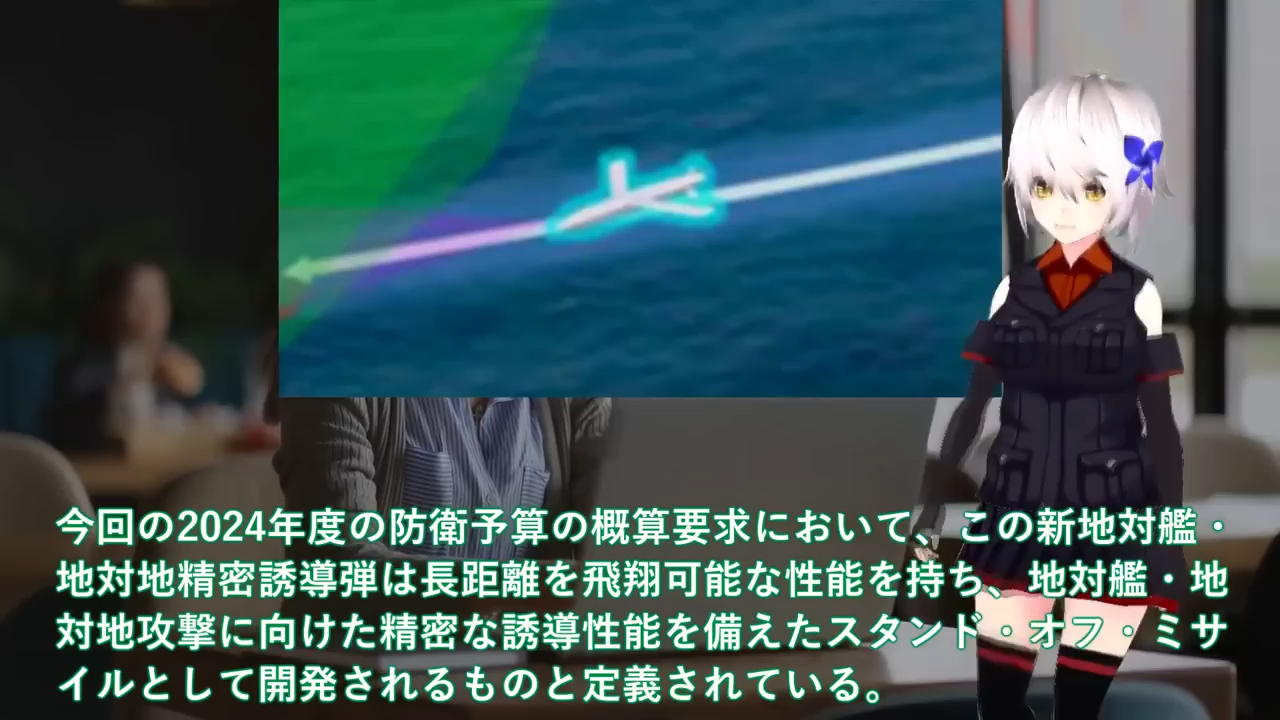 今回の2024年度の防衛予算の概算要求において、この新地対艦・
地対地精密誘導弾は長距離を飛翔可能な性能を持ち、地対艦・地
対地攻撃に向けた精密な誘導性能を備えたスタンド・オフ・ミサ
イルとして開発されるものと定義されている。